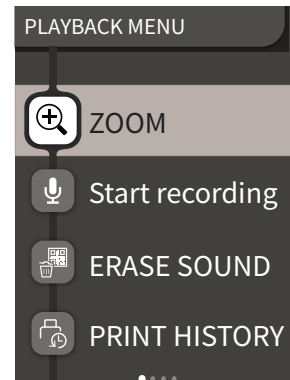 PLAYBACK MENU
ZOOM
Start recording
ERASE SOUND
PRINT HISTORY